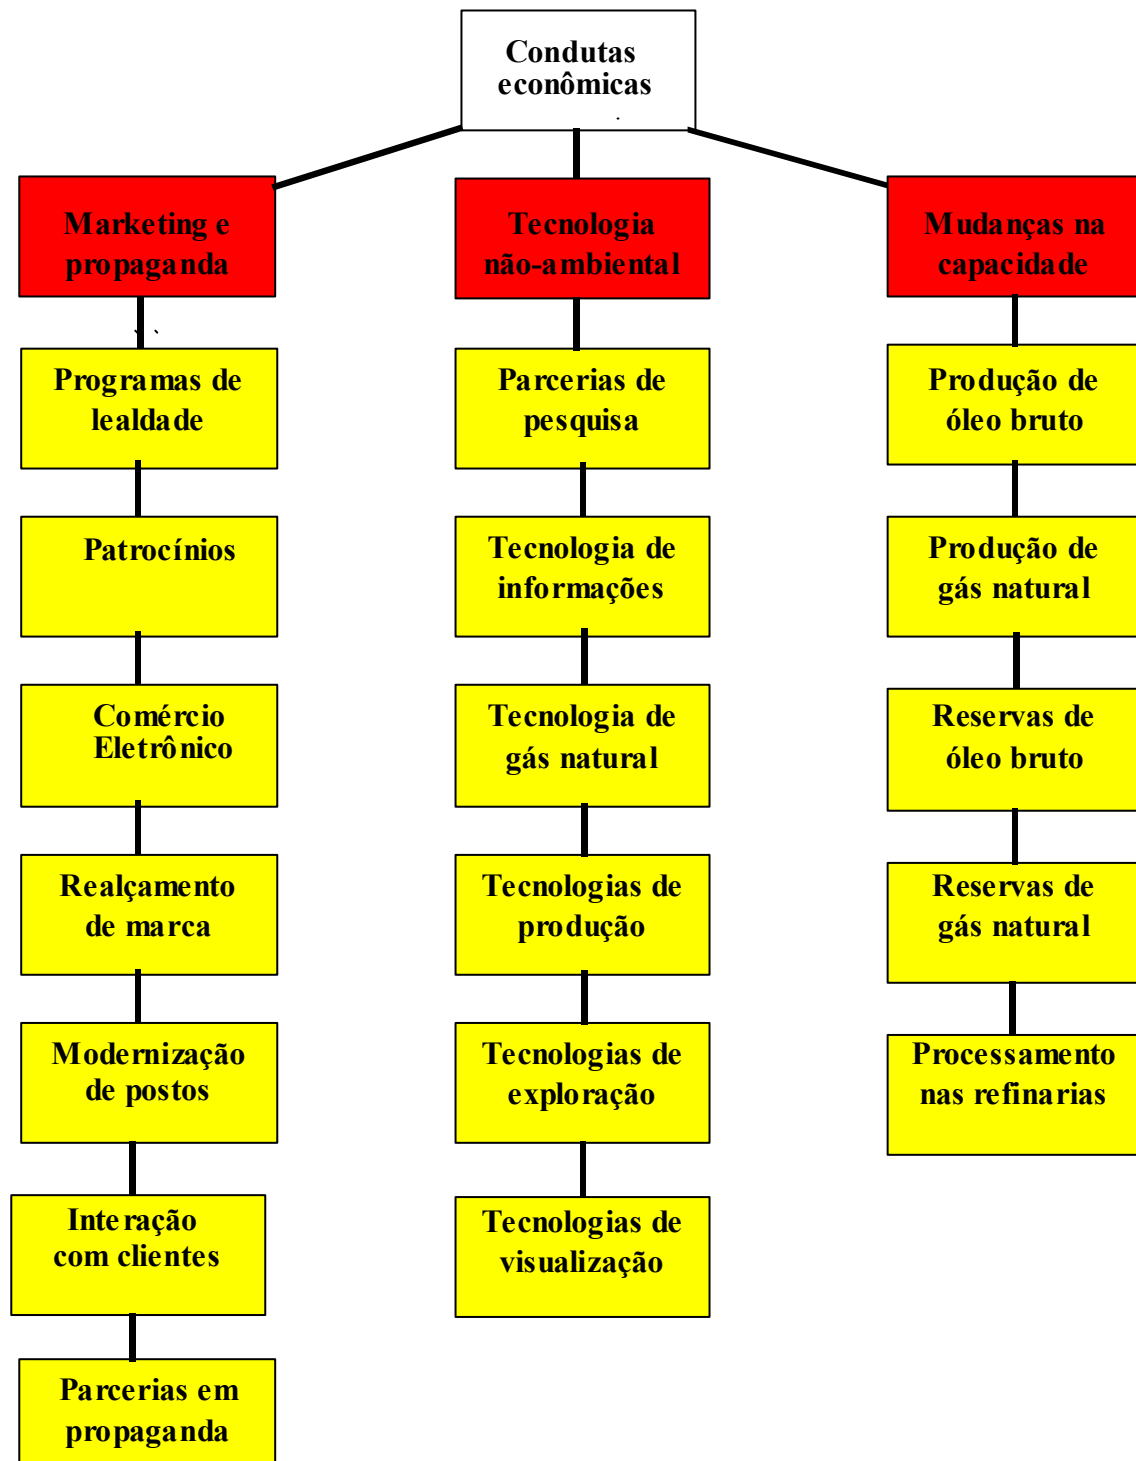 Condutas
econômicas
Marketing e
propaganda
Tecnologia
não-ambiental
Mudanças na
capacidade
Programas de
lealdade
Parcerias de
pesquisa
Produção de
óleo bruto
Patrocínios
Tecnologia de
informações
Produção de
gás natural
Comércio
Eletrônico
Tecnologia de
gás natural
Reservas de
óleo bruto
Realçamento
de marca
Tecnologias de
produção
Reservas de
gás natural
Modernização
de postos
Tecnologias de
exploração
Processamento
nas refinarias
Interação
com clientes
Tecnologias de
visualização
Parcerias em
propaganda